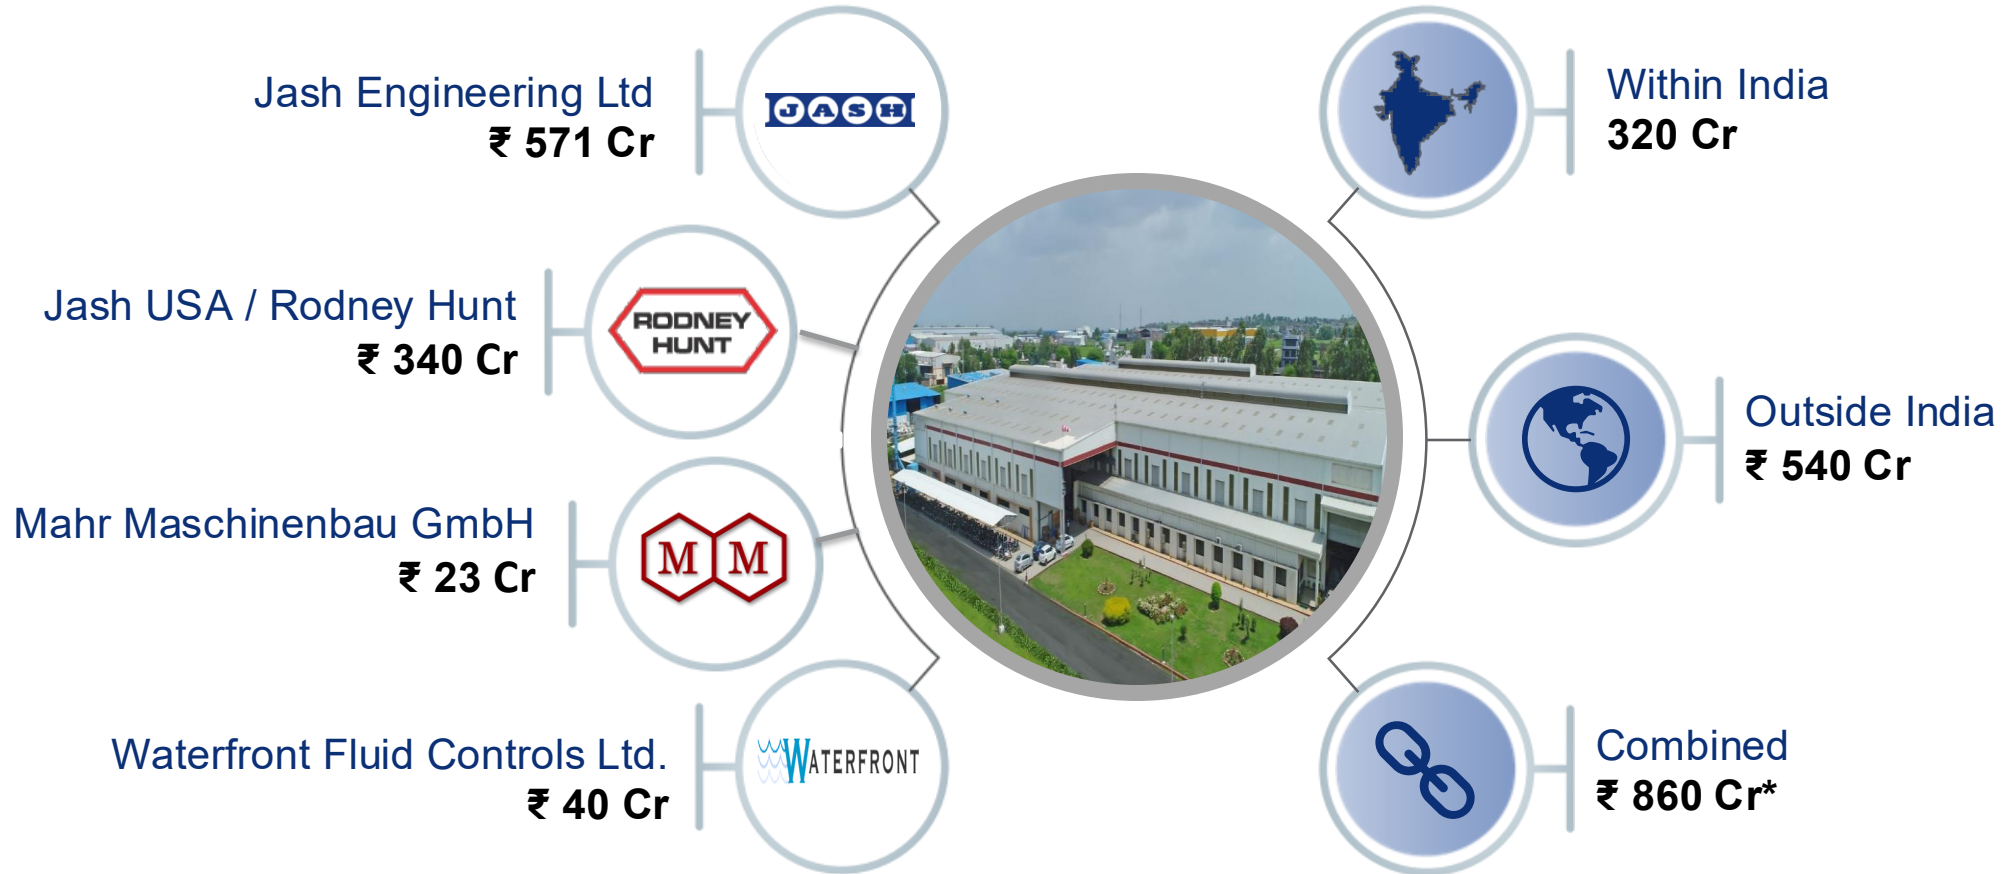 Jash Engineering Ltd
₹ 571 Cr
JASH
Jash USA / Rodney Hunt
₹ 340 Cr
RODNEY
HUNT
Mahr Maschinenbau GmbH
₹ 23 Cr
M M
Waterfront Fluid Controls Ltd.
₹ 40 Cr
WATERFRONT
Within India
320 Cr
Outside India
₹ 540 Cr
Combined
₹ 860 Cr*